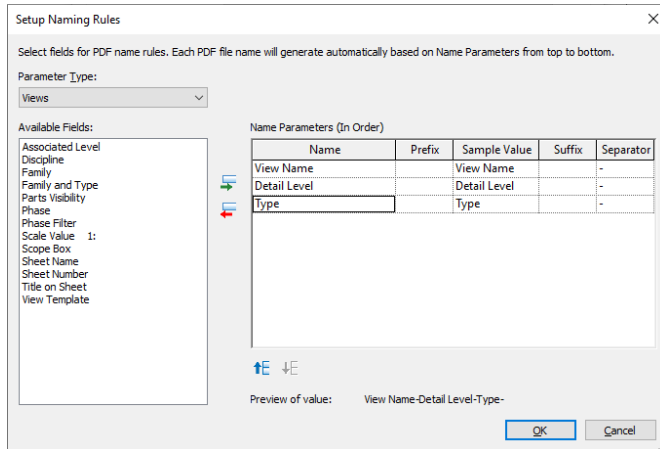 Setup Naming Rules
Select fields for PDF name rules. Each PDF file name will generate automatically based on Name Parameters from top to bottom.
Parameter Type:
Views
Available Fields:
Associated Level
Discipline
Family
Family and Type
Parts Visibility
Phase
Phase Filter
Scale Value 1:
Scope Box
Sheet Name
Sheet Number
Title on Sheet
View Template
Name Parameters (In Order)
Name Prefix Sample Value Suffix Separator
View Name View Name -
Detail Level Detail Level -
Type Type -
Preview of value: View Name-Detail Level-Type-
OK Cancel